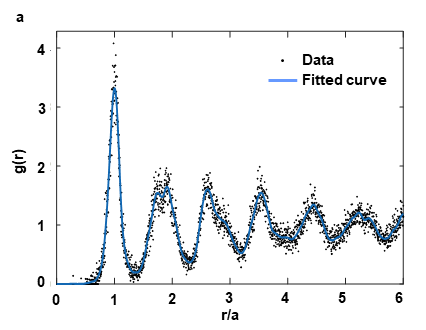 a
4
3
2
1
0
g(r)
Data
Fitted curve
0 1 2 3 4 5 6
r/a